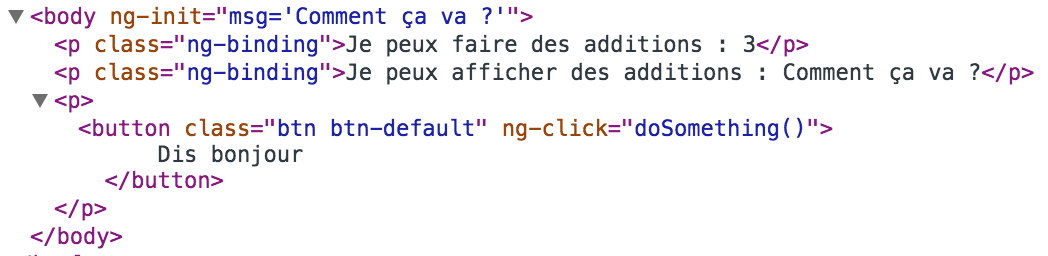 ▼<body ng-init="msg='Comment ça va ?'">
<p class="ng-binding">Je peux faire des additions : 3</p>
<p class="ng-binding">Je peux afficher des additions : Comment ça va ?</p>
▼<p>
<button class="btn btn-default" ng-click="doSomething()">
Dis bonjour
</button>
</p>
</body>